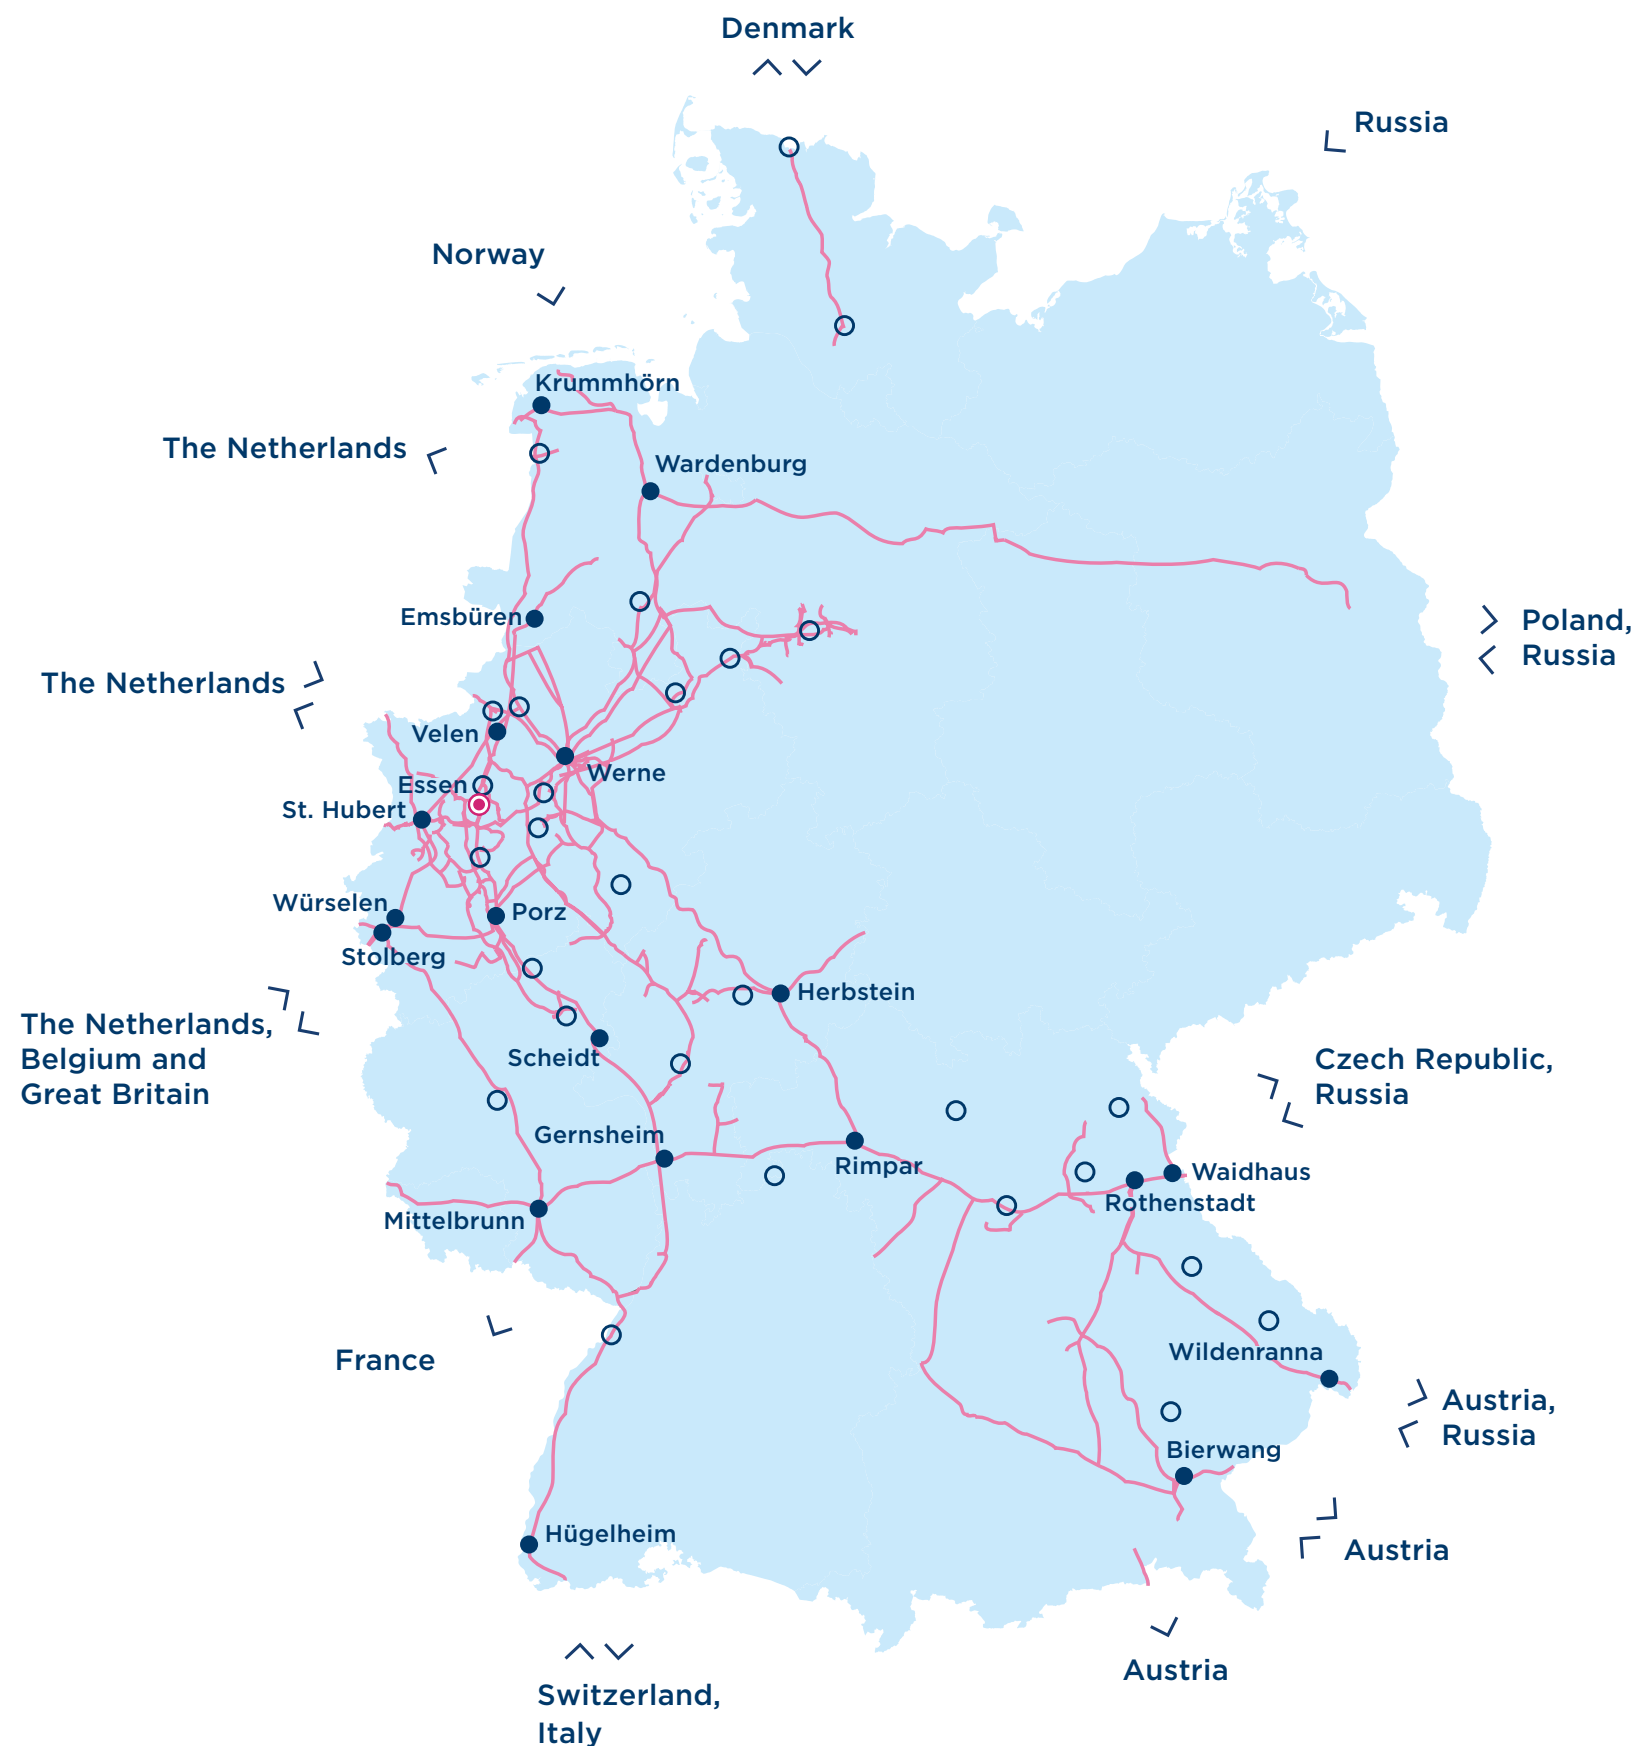 Denmark
Russia
Norway
Krummhörn
The Netherlands
Wardenburg
Emsbüren
Poland,
Russia
The Netherlands
Velen
Werne
Essen
St. Hubert
Würselen
Porz
Stolberg
Herbstein
The Netherlands,
Belgium and
Great Britain
Scheidt
Czech Republic,
Russia
Gernsheim
Rimpar
Waidhaus
Rothenstadt
Mittelbrunn
France
Wildenranna
Austria,
Russia
Bierwang
Hügelheim
Austria
Austria
Switzerland,
Italy